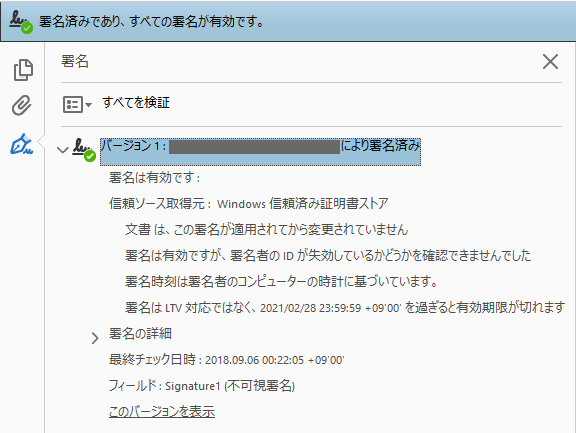 署名済みであり、すべての署名が有効です。
署名
すべてを検証
バージョン 1 : により署名済み
署名は有効です :
信頼ソース取得元 : Windows 信頼済み証明書ストア
文書 は、この署名が適用されてから変更されていません
署名は有効ですが、署名者の ID が失効しているかどうかを確認できませんでした
署名時刻は署名者のコンピューターの時計に基づいています。
署名は LTV 対応ではなく、2021/02/28 23:59:59 +09'00' を過ぎると有効期限が切れます
署名の詳細
最終チェック日時 : 2018.09.06 00:22:05 +09'00'
フィールド : Signature1 (不可視署名)
このバージョンを表示